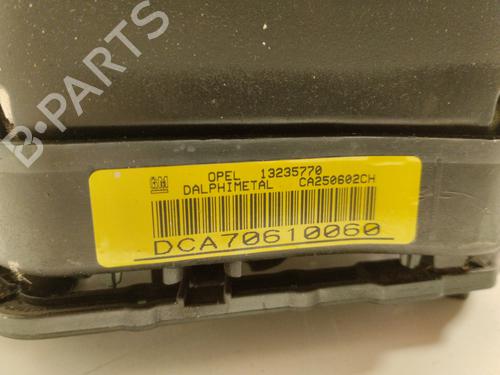 GM OPEL 13235770
DALPHIMETAL CA250602CH
DCA70610060
B-PARTS